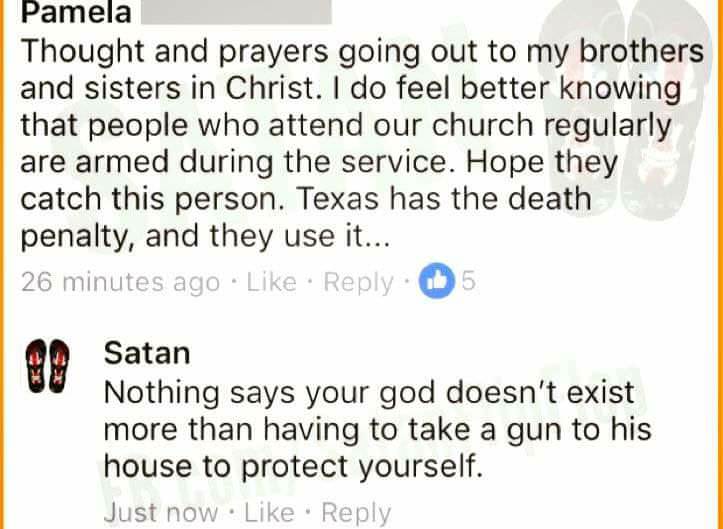 Pamela
Thought and prayers going out to my brothers
and sisters in Christ. I do feel better knowing
that people who attend our church regularly
are armed during the service. Hope they
catch this person. Texas has the death
penalty, and they use it...
26 minutes ago · Like · Reply · 5
Satan
Nothing says your god doesn't exist
more than having to take a gun to his
house to protect yourself.
Just now · Like · Reply